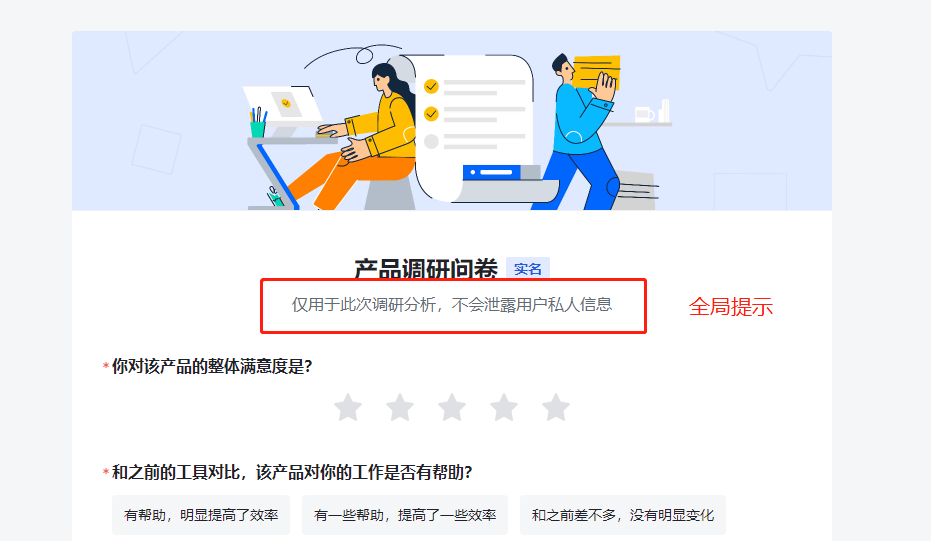 产品调研问卷 实名
仅用于此次调研分析，不会泄露用户私人信息 全局提示
*你对该产品的整体满意度是？
*和之前的工具对比，该产品对你的工作是否有帮助？
有帮助，明显提高了效率 有一些帮助，提高了一些效率 和之前差不多，没有明显变化